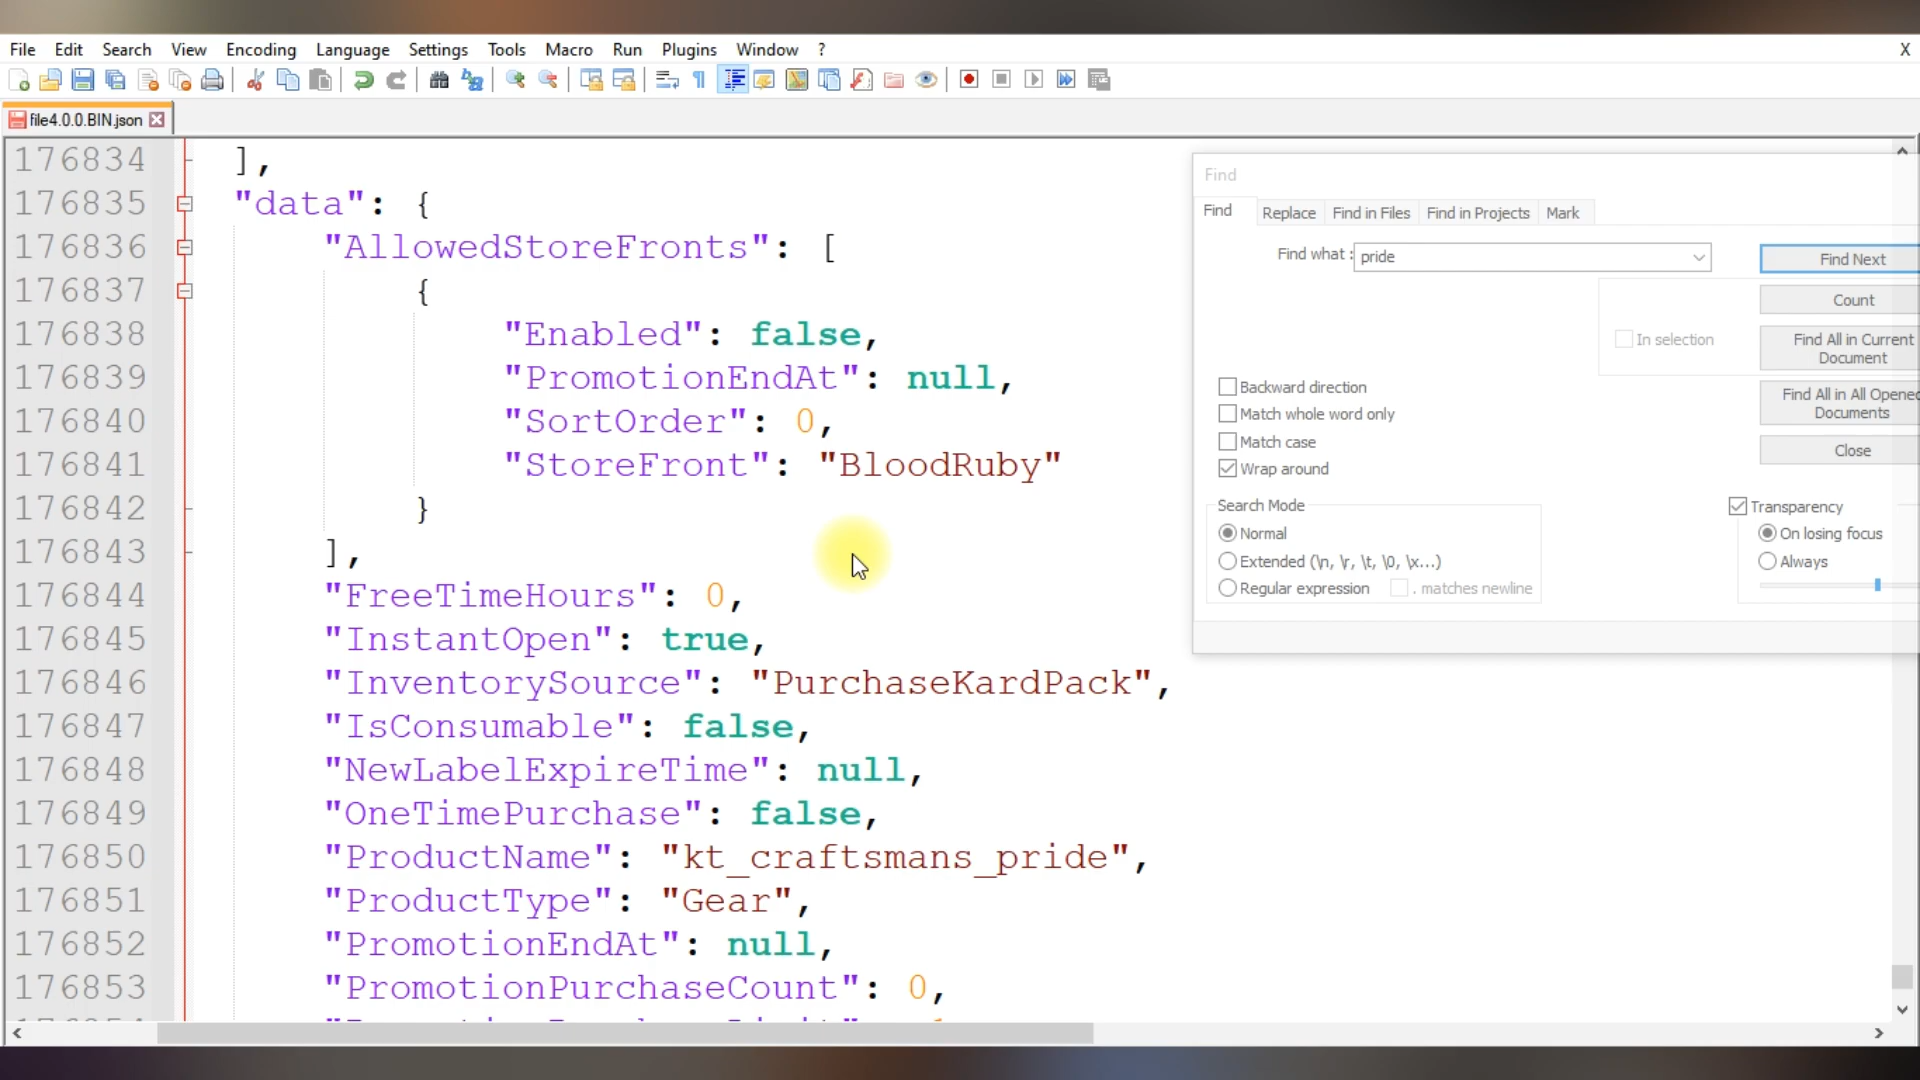 File Edit Search View Encoding Language Settings Tools Macro Run Plugins Window ? X
file4.0.0.BIN.json
176834 ],
176835 "data": {
176836 "AllowedStoreFronts": [
176837 {
176838 "Enabled": false,
176839 "PromotionEndAt": null,
176840 "SortOrder": 0,
176841 "StoreFront": "BloodRuby"
176842 }
176843 ],
176844 "FreeTimeHours": 0,
176845 "InstantOpen": true,
176846 "InventorySource": "PurchaseKardPack",
176847 "IsConsumable": false,
176848 "NewLabelExpireTime": null,
176849 "OneTimePurchase": false,
176850 "ProductName": "kt_craftsmans_pride",
176851 "ProductType": "Gear",
176852 "PromotionEndAt": null,
176853 "PromotionPurchaseCount": 0,
Find
Find Replace Find in Files Find in Projects Mark
Find what : pride
Find Next
Count
In selection
Find All in Current
Document
Find All in All Opened
Documents
Close
Backward direction
Match whole word only
Match case
Wrap around
Search Mode
Normal
Extended (\n, \r, \t, \0, \x...)
Regular expression . matches newline
Transparency
On losing focus
Always